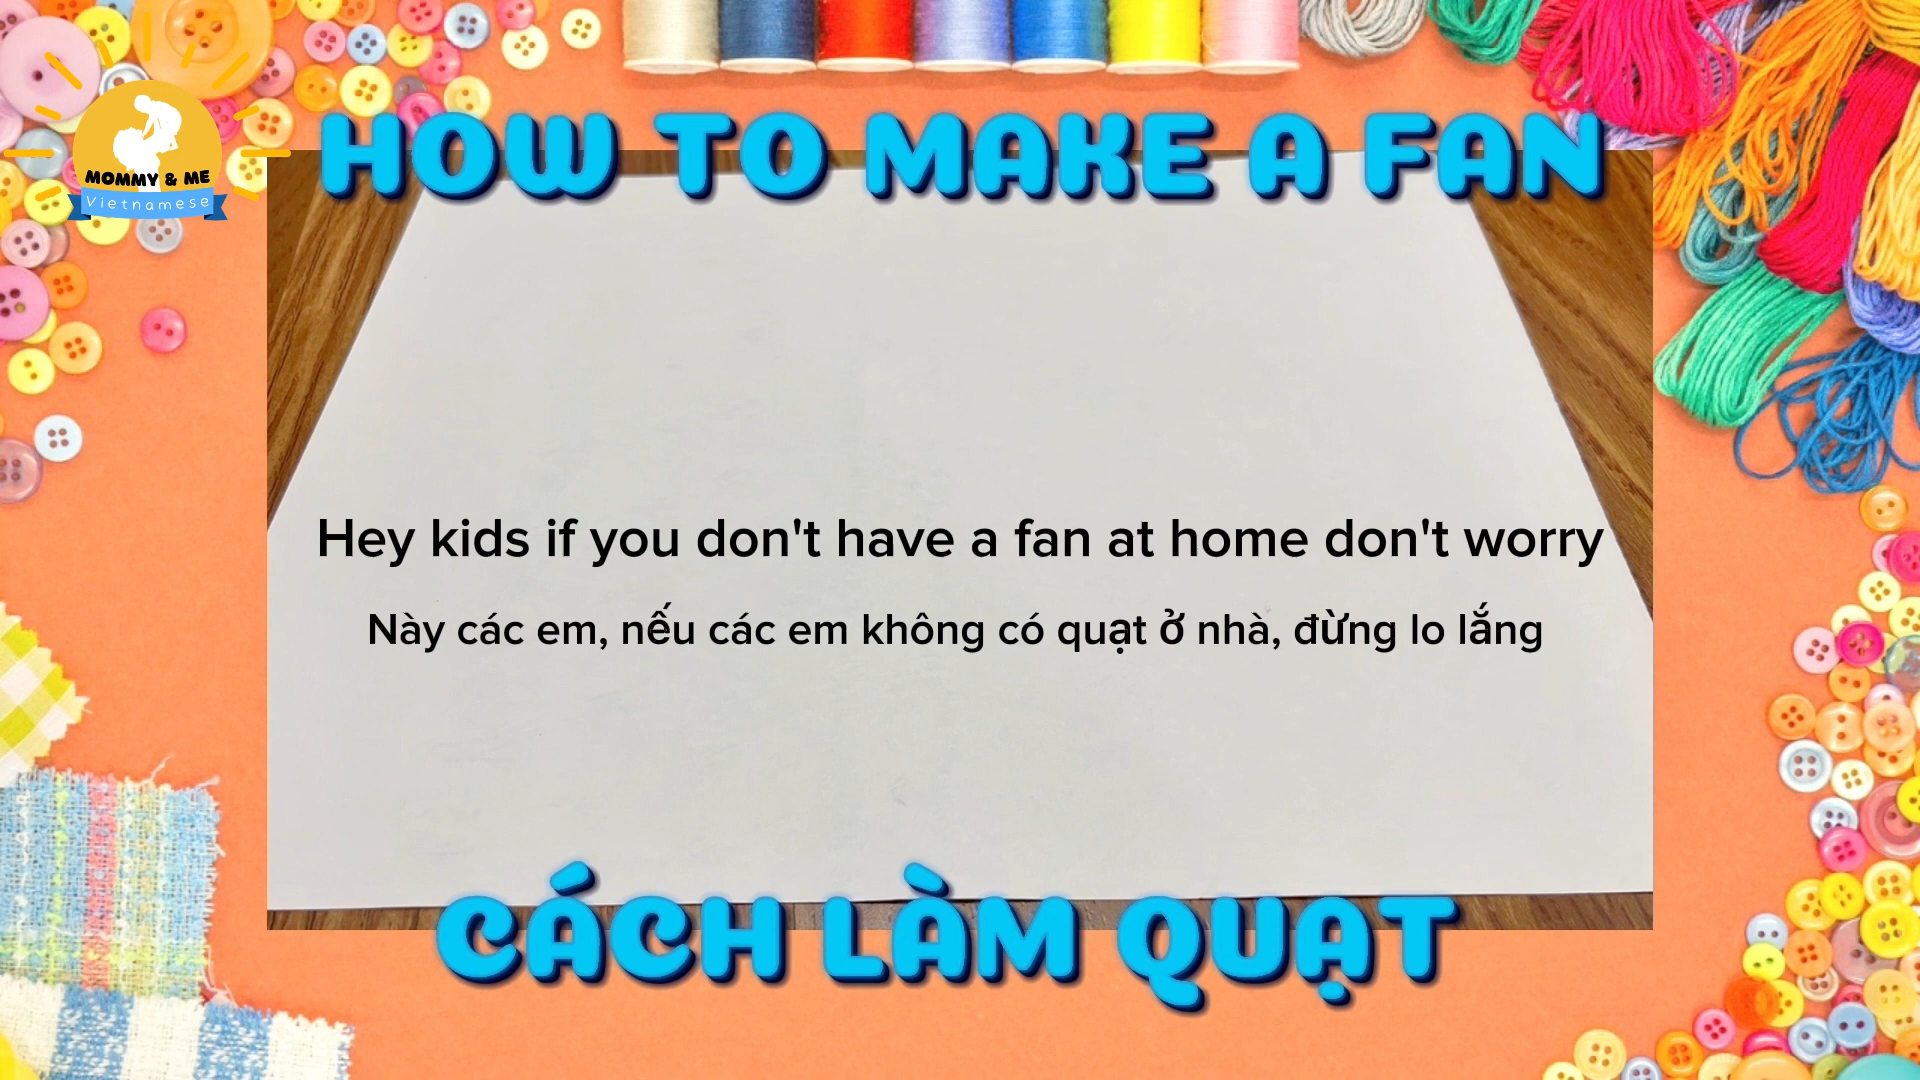 MOMMY & ME
Vietnamese
HOW TO MAKE A FAN
Hey kids if you don't have a fan at home don't worry
Này các em, nếu các em không có quạt ở nhà, đừng lo lắng
CÁCH LÀM QUẠT